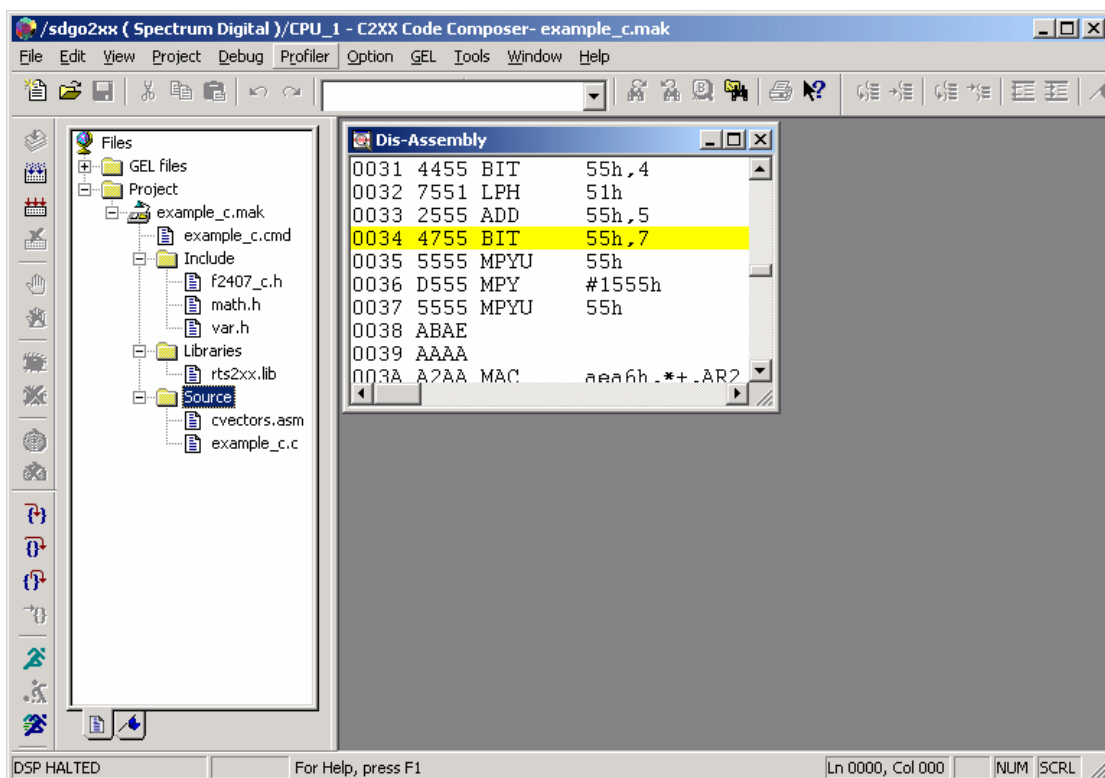 /sdgo2xx ( Spectrum Digital )/CPU_1 - C2XX Code Composer- example_c.mak
File Edit View Project Debug Profiler Option GEL Tools Window Help
Files
GEL files
Project
example_c.mak
example_c.cmd
Include
f2407_c.h
math.h
var.h
Libraries
rts2xx.lib
Source
cvectors.asm
example_c.c
Dis-Assembly
0031 4455 BIT 55h,4
0032 7551 LPH 51h
0033 2555 ADD 55h,5
0034 4755 BIT 55h,7
0035 5555 MPYU 55h
0036 D555 MPY #1555h
0037 5555 MPYU 55h
0038 ABAE
0039 AAAA
003A A2AA MAC aea6h,*+,AR2
DSP HALTED For Help, press F1 Ln 0000, Col 000 NUM SCRL